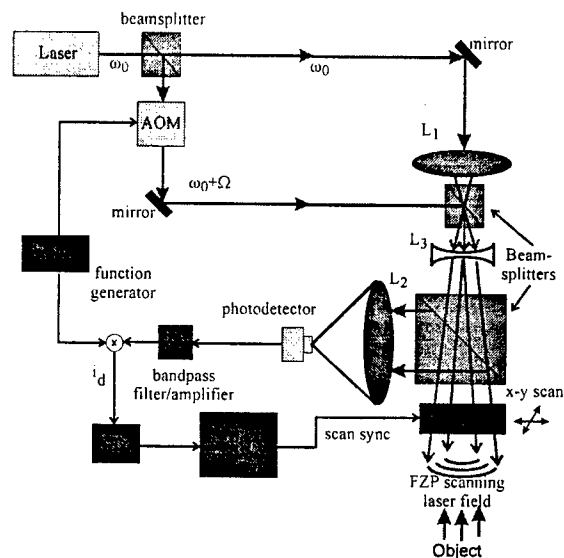 beamsplitter
Laser
ω0
ω0
mirror
AOM
L1
ω0+Ω
mirror
L3
Beam-
splitters
function
generator
L2
photodetector
x
id
bandpass
filter/amplifier
x-y scan
scan sync
FZP scanning
laser field
Object